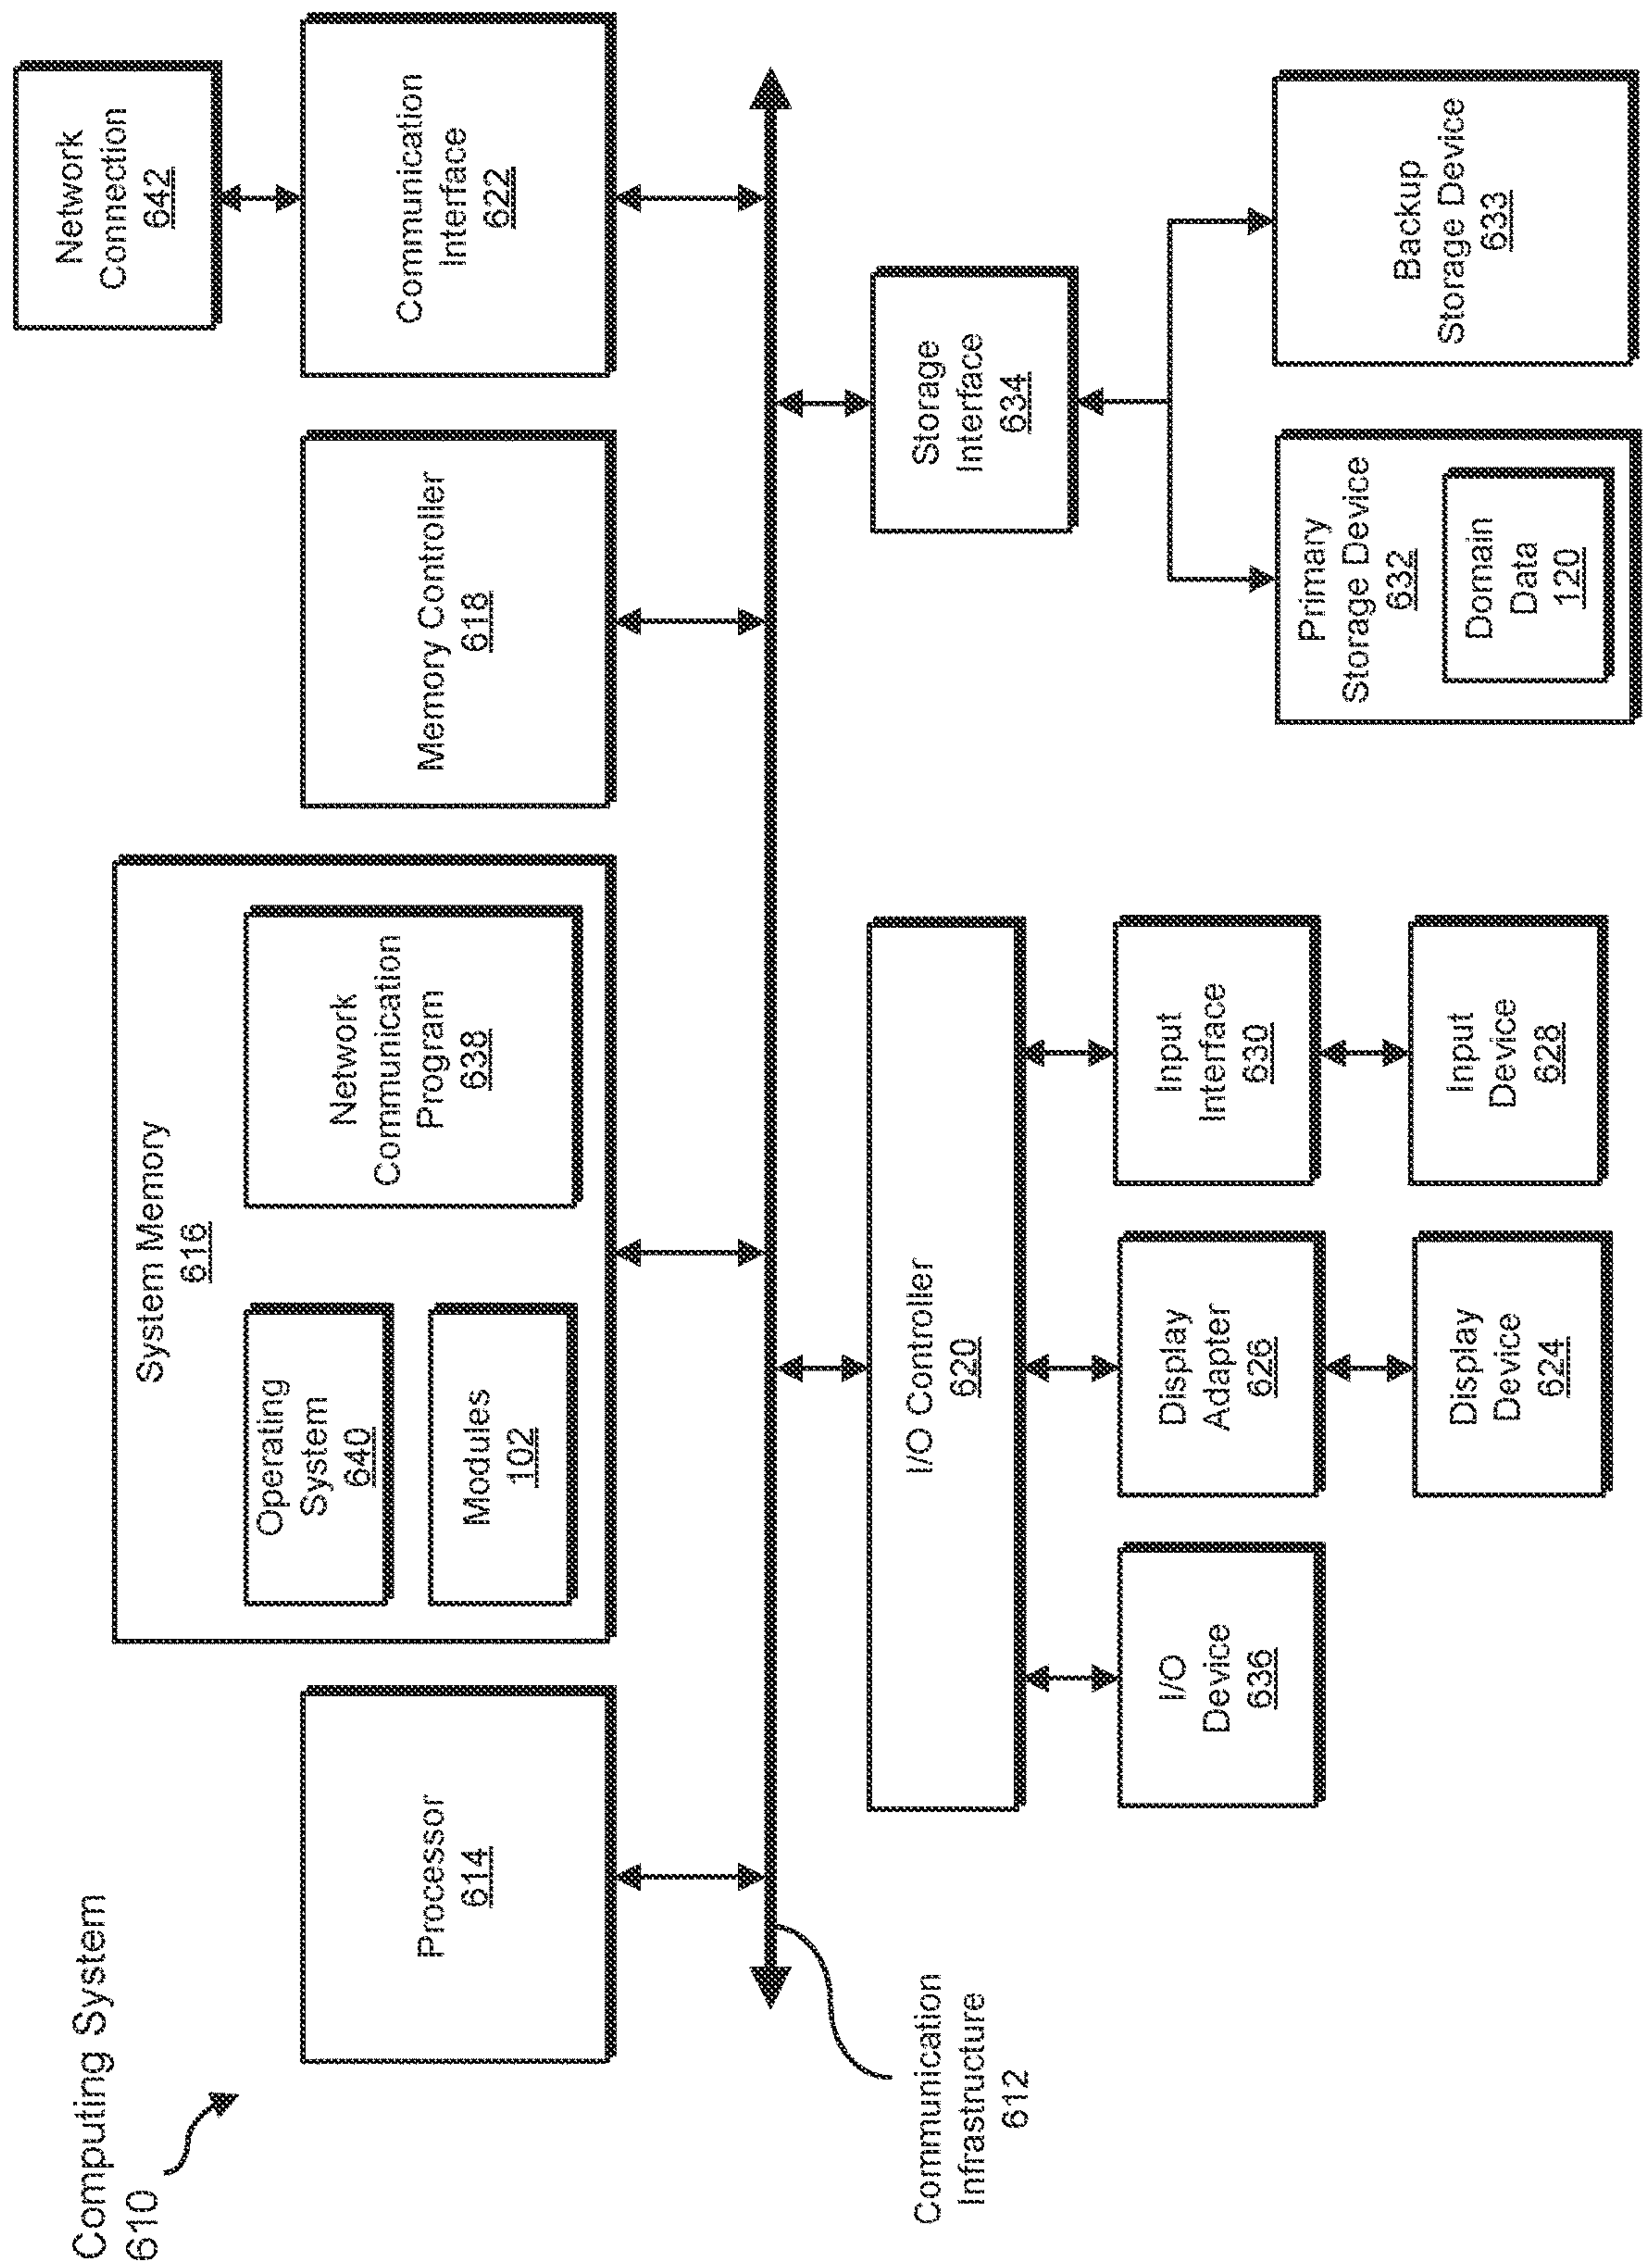 Computing System
610
Processor
614
System Memory
616
Operating
System
640
Modules
102
Network
Communication
Program
638
Memory Controller
618
Communication
Interface
622
Network
Connection
642
Communication
Infrastructure
612
I/O Controller
620
I/O
Device
636
Display
Adapter
626
Display
Device
624
Input
Interface
630
Input
Device
628
Storage
Interface
634
Primary
Storage Device
632
Domain
Data
120
Backup
Storage Device
633